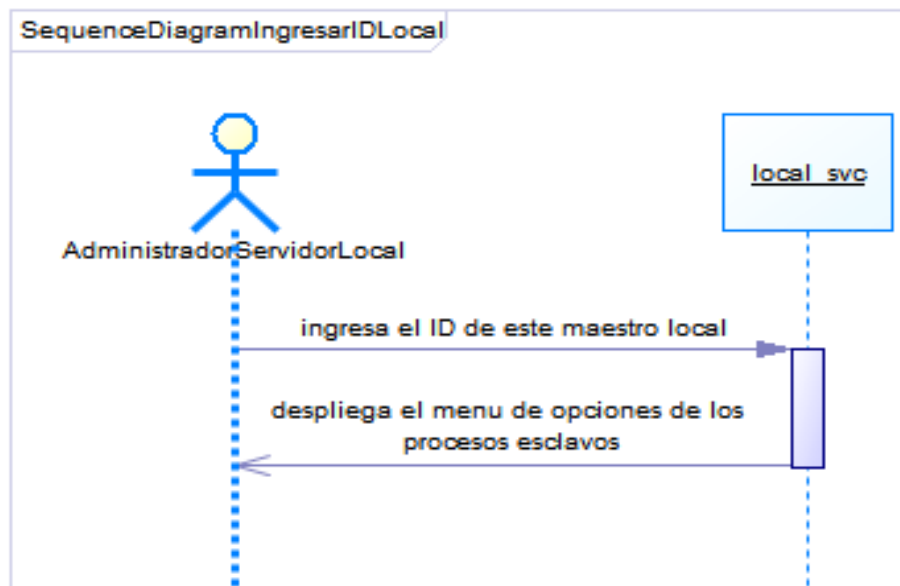 SequenceDiagramIngresarIDLocal
local_svc
AdministradorServidorLocal
ingresa el ID de este maestro local
despliega el menu de opciones de los
procesos esclavos